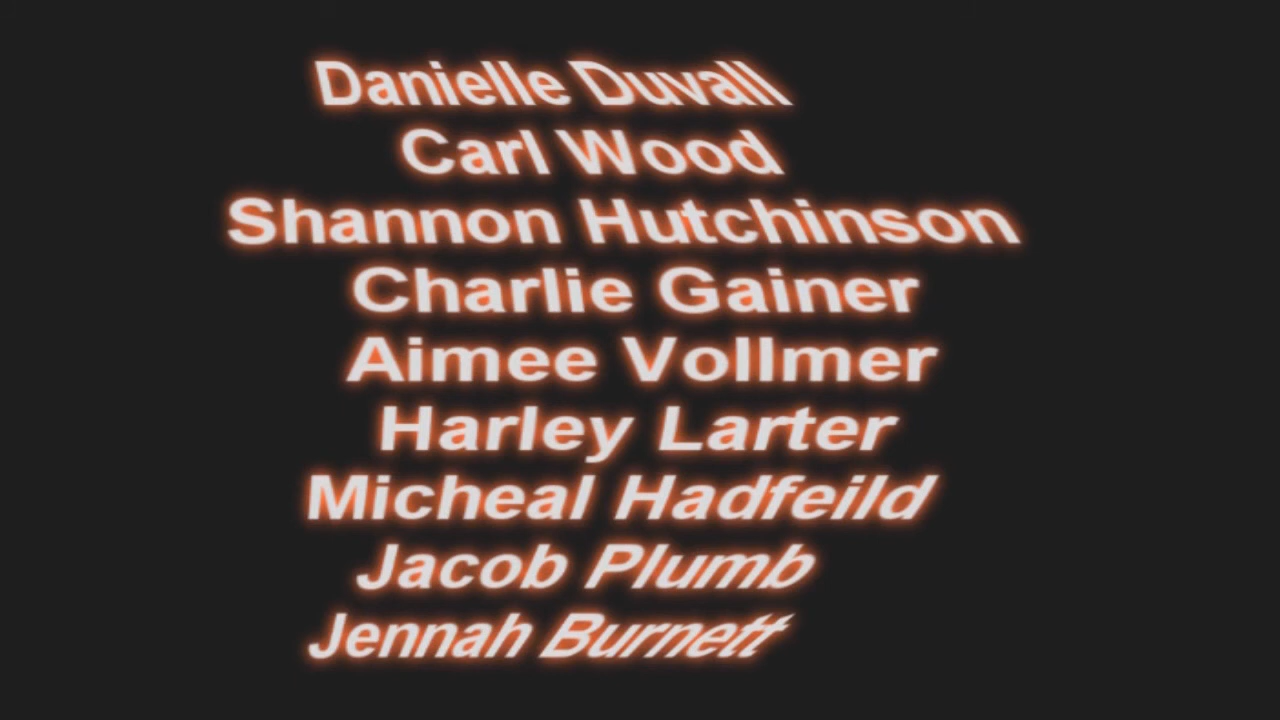 Danielle Duvall
Carl Wood
Shannon Hutchinson
Charlie Gainer
Aimee Vollmer
Harley Larter
Micheal Hadfeild
Jacob Plumb
Jennah Burnett